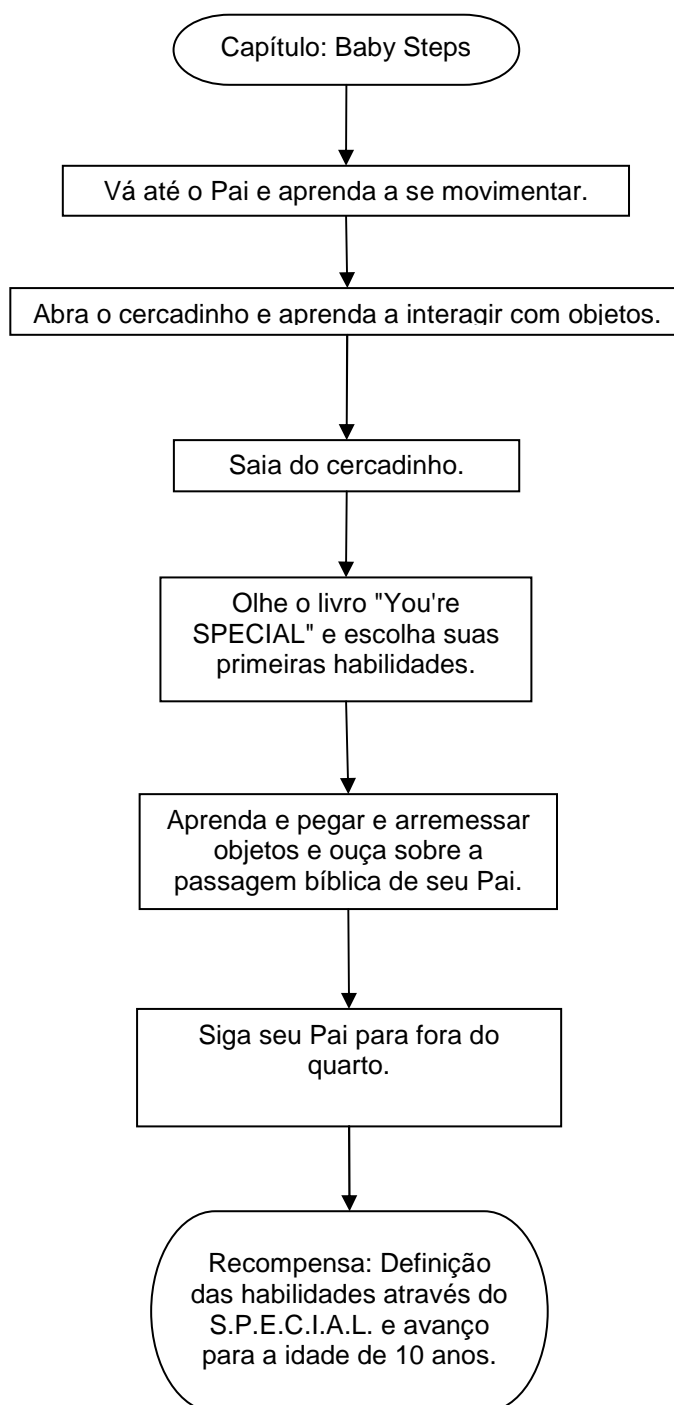 Capítulo: Baby Steps
Vá até o Pai e aprenda a se movimentar.
Abra o cercadinho e aprenda a interagir com objetos.
Saia do cercadinho.
Olhe o livro "You're
SPECIAL" e escolha suas
primeiras habilidades.
Aprenda e pegar e arremessar
objetos e ouça sobre a
passagem bíblica de seu Pai.
Siga seu Pai para fora do
quarto.
Recompensa: Definição
das habilidades através do
S.P.E.C.I.A.L. e avanço
para a idade de 10 anos.